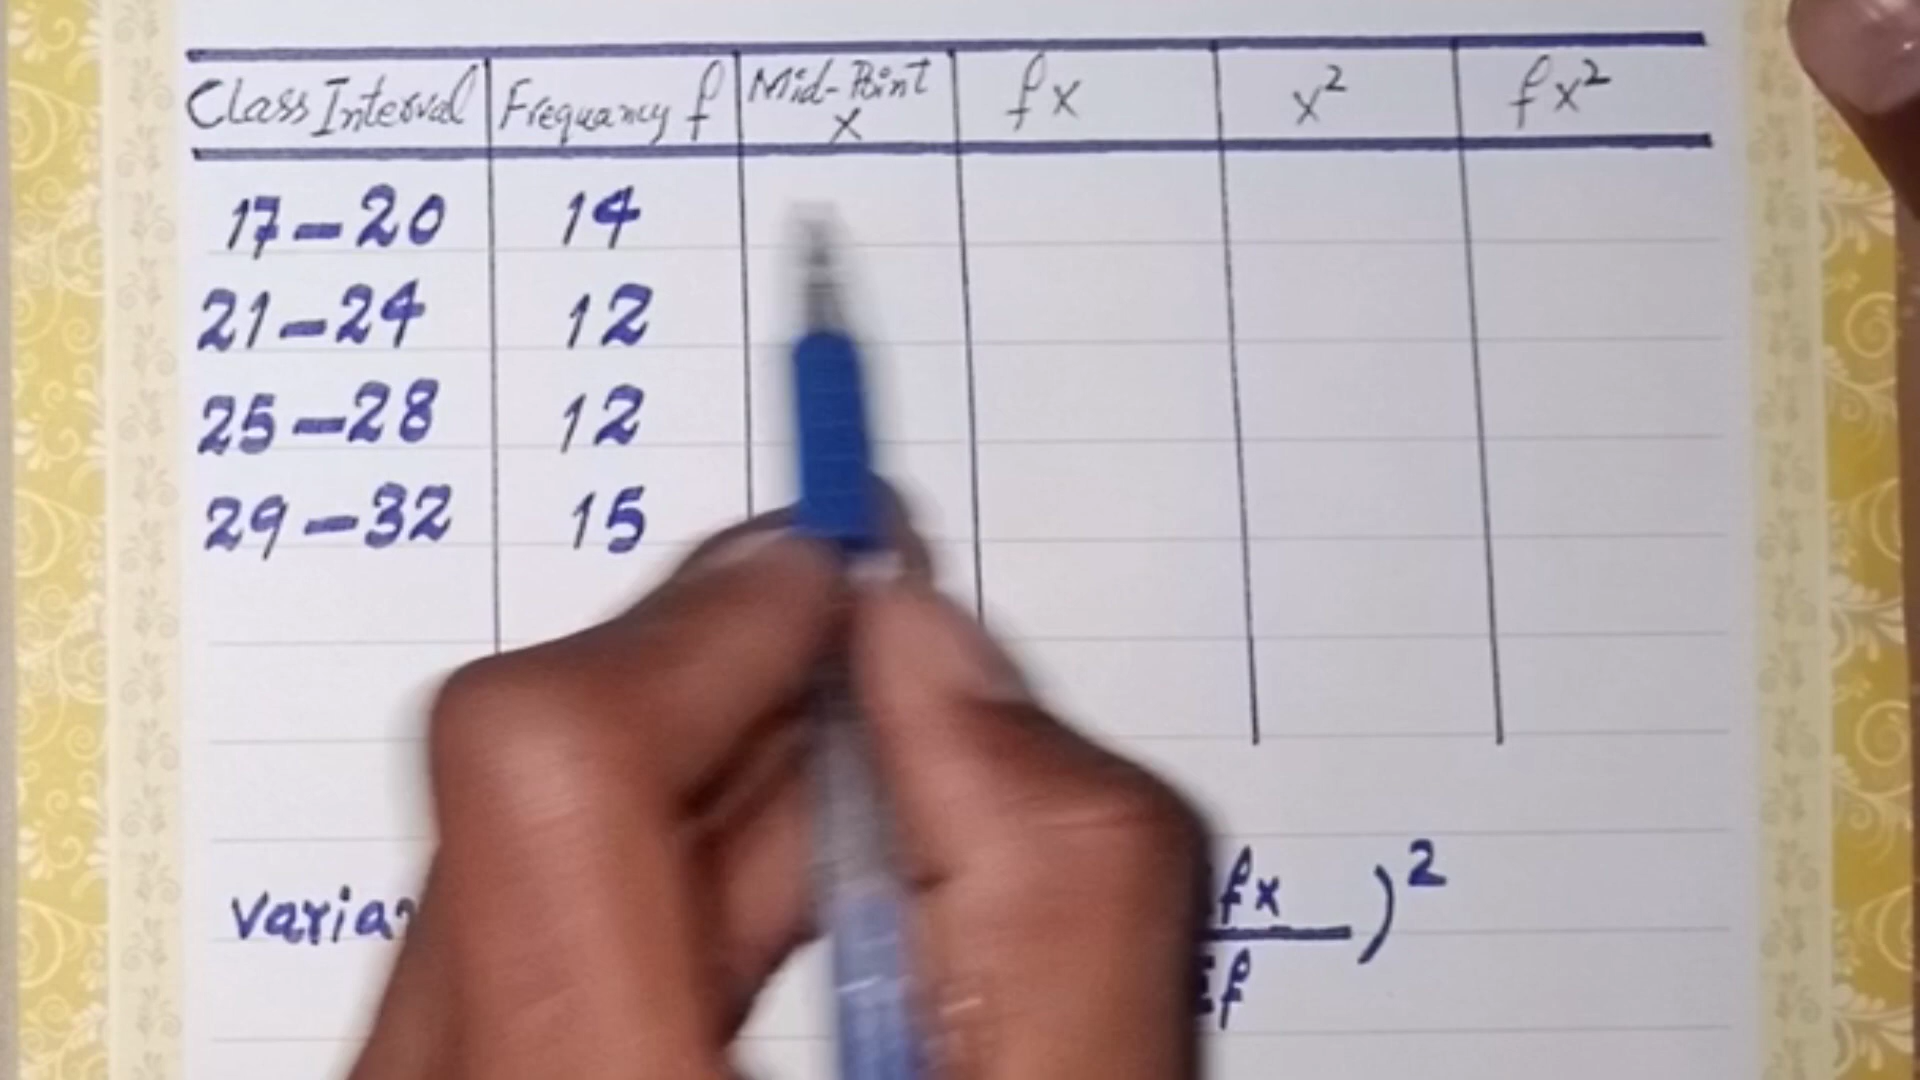 Class Interval Frequancy f Mid-Point x fx x² fx²
17-20 14
21-24 12
25-28 12
29-32 15
fx )²
f